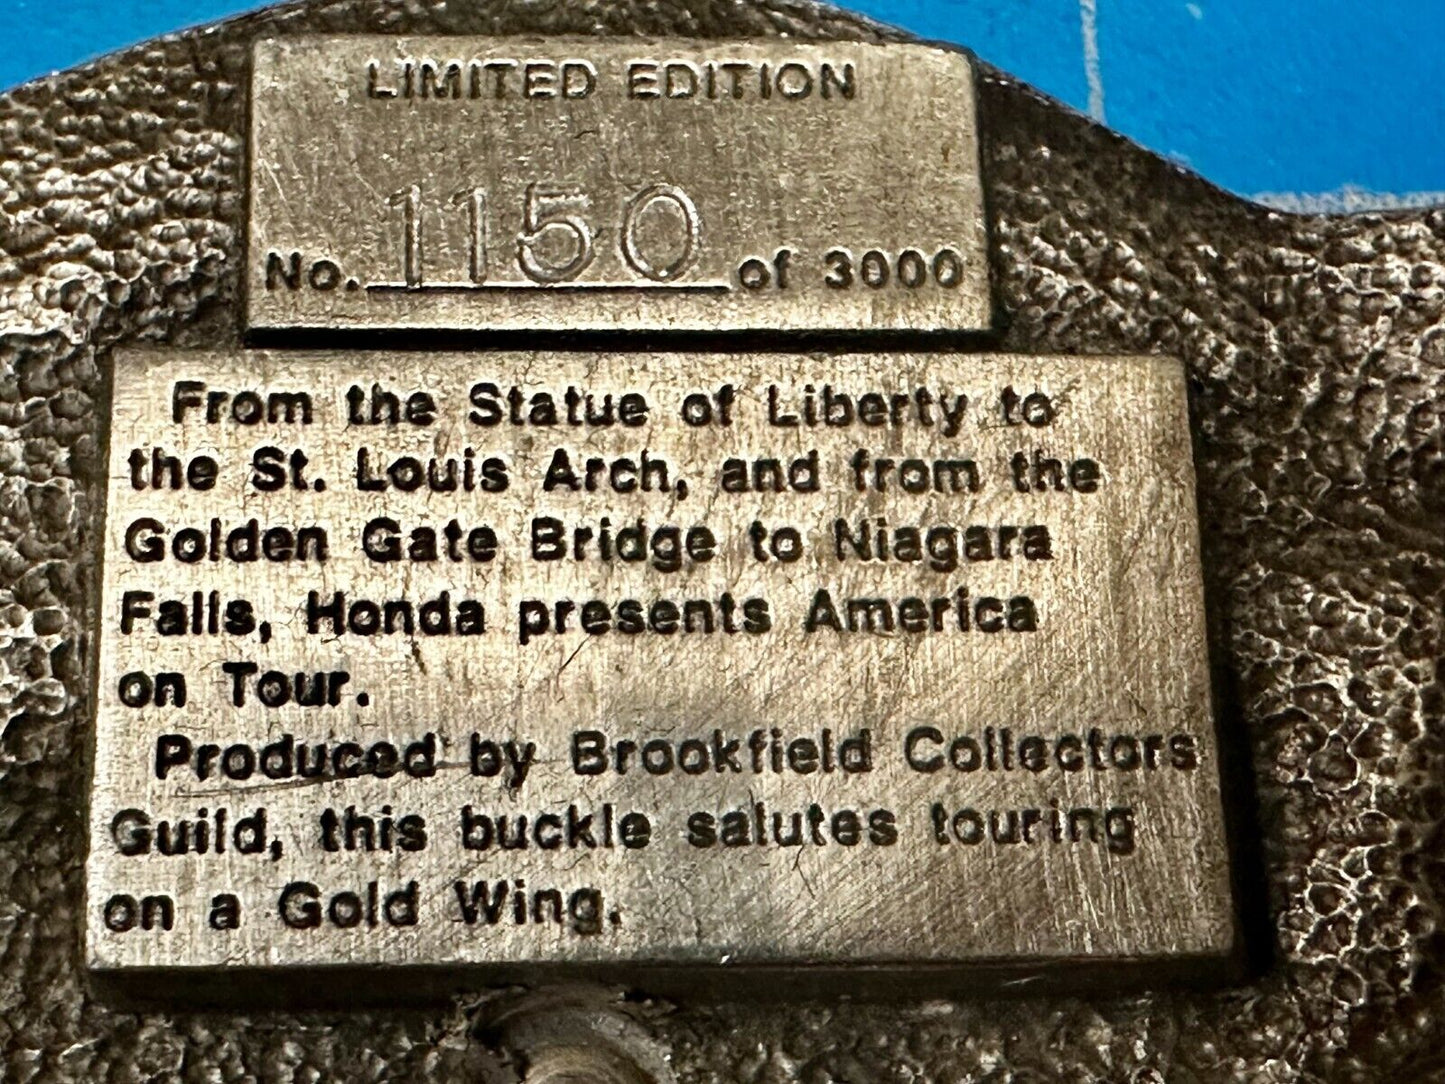 LIMITED EDITION
No. 1150 of 3000
From the Statue of Liberty to
the St. Louis Arch, and from the
Golden Gate Bridge to Niagara
Falls, Honda presents America
on Tour.
Produced by Brookfield Collectors
Guild, this buckle salutes touring
on a Gold Wing.